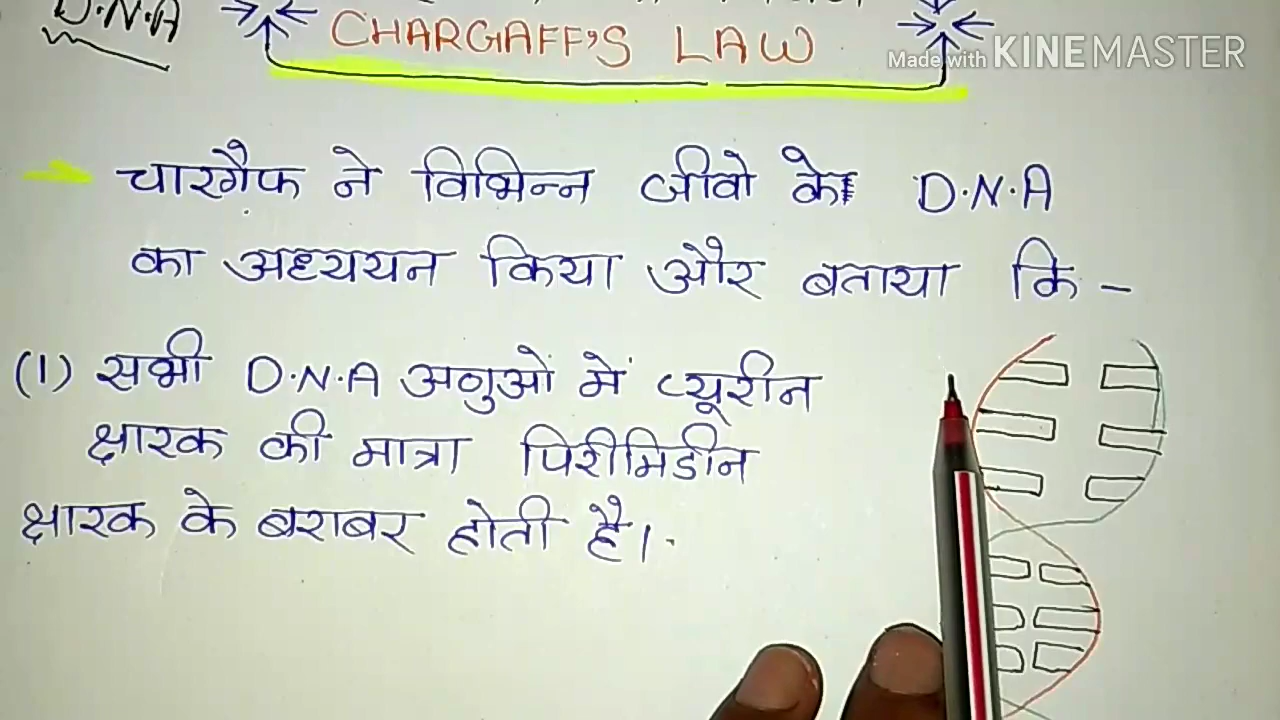 D.N.A
CHARGAFF'S LAW
Made with KINEMASTER
चारगैफ ने विभिन्न जीवो के D.N.A
का अध्ययन किया और बताया कि -
(1) सभी D.N.A अणुओं में प्यूरीन
क्षारक की मात्रा पिरीमिडीन
क्षारक के बराबर होती है।